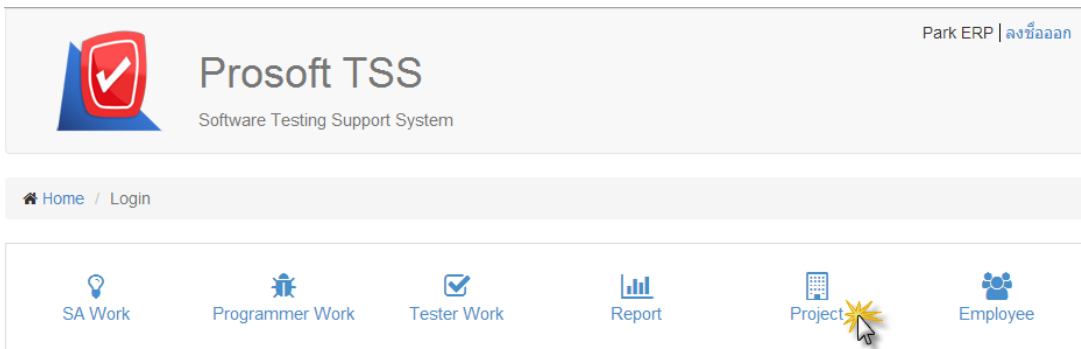 Park ERP | ลงชื่อออก
Prosoft TSS
Software Testing Support System
Home / Login
SA Work Programmer Work Tester Work Report Project Employee